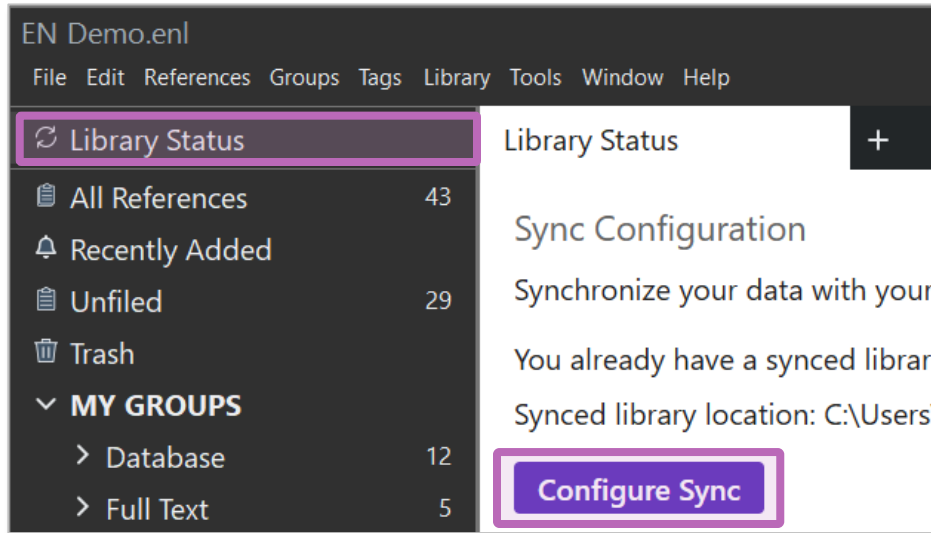 EN Demo.enl
File Edit References Groups Tags Library Tools Window Help
Library Status
All References 43
Recently Added
Unfiled 29
Trash
MY GROUPS
Database 12
Full Text 5
Library Status +
Sync Configuration
Synchronize your data with your
You already have a synced librar
Synced library location: C:\Users
Configure Sync